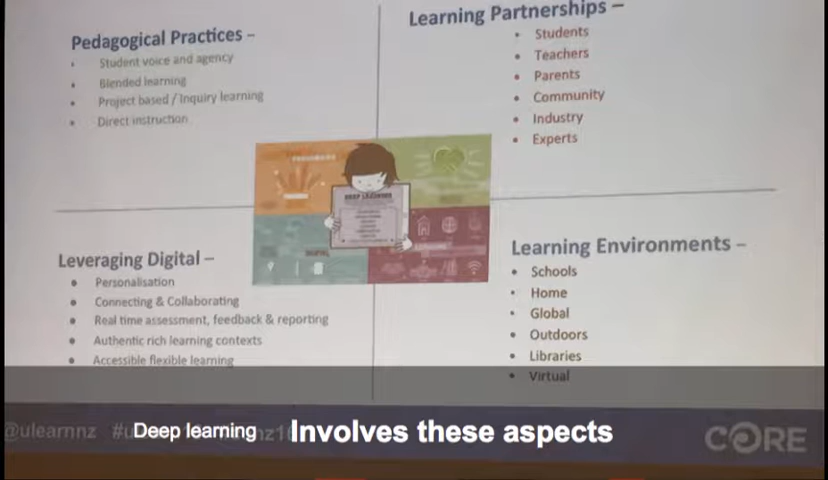 Pedagogical Practices –
Student voice and agency
Blended learning
Project based / Inquiry learning
Direct instruction
Learning Partnerships –
Students
Teachers
Parents
Community
Industry
Experts
DEEP LEARNING
Leveraging Digital –
Personalisation
Connecting & Collaborating
Real time assessment, feedback & reporting
Authentic rich learning contexts
Accessible flexible learning
Learning Environments –
Schools
Home
Global
Outdoors
Libraries
Virtual
@ulearnnz
Deep learning
Involves these aspects
CORE